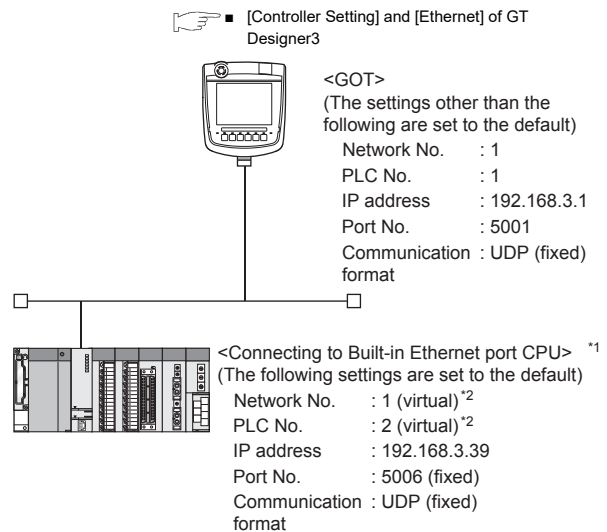 ■ [Controller Setting] and [Ethernet] of GT
Designer3
<GOT>
(The settings other than the
following are set to the default)
Network No. : 1
PLC No. : 1
IP address : 192.168.3.1
Port No. : 5001
Communication : UDP (fixed)
format
<Connecting to Built-in Ethernet port CPU> *1
(The following settings are set to the default)
Network No. : 1 (virtual)*2
PLC No. : 2 (virtual)*2
IP address : 192.168.3.39
Port No. : 5006 (fixed)
Communication : UDP (fixed)
format